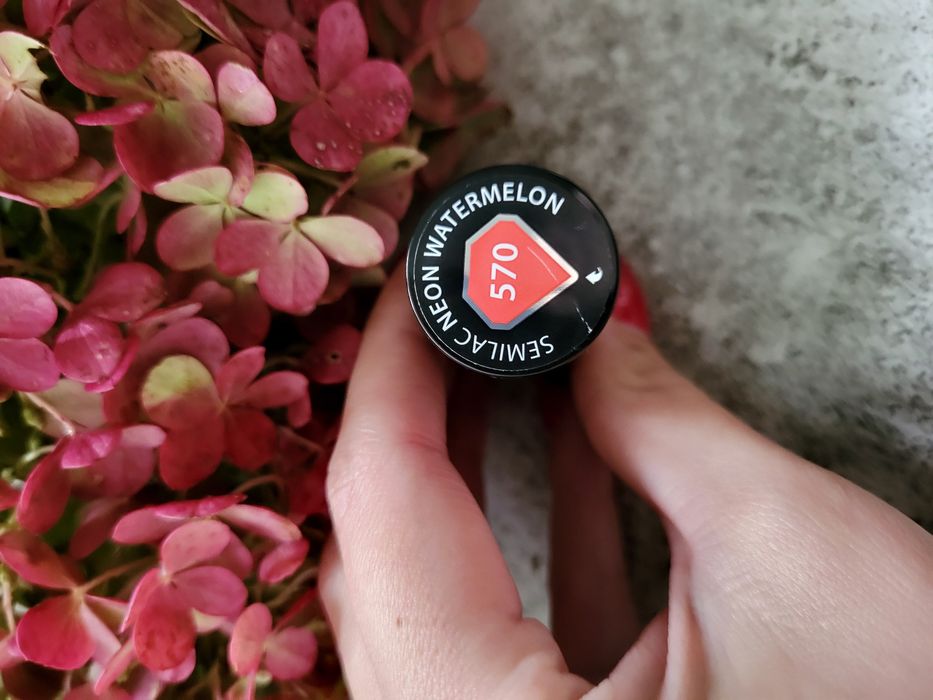 SEMILAC NEON WATERMELON
570